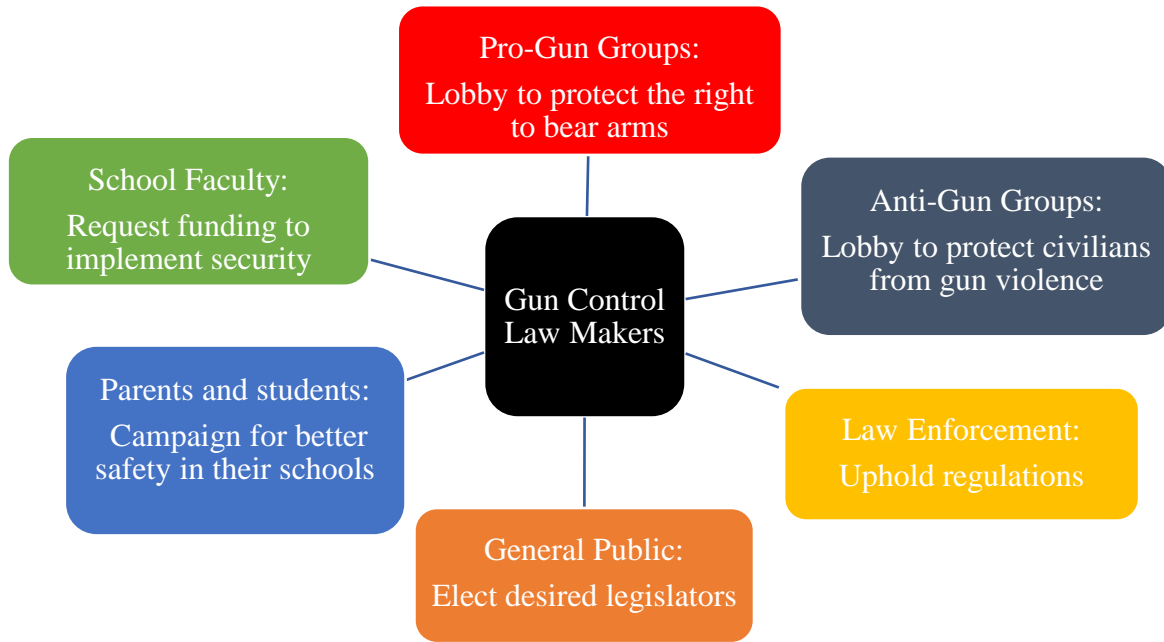 Pro-Gun Groups:
Lobby to protect the right
to bear arms
School Faculty:
Request funding to
implement security
Anti-Gun Groups:
Lobby to protect civilians
from gun violence
Gun Control
Law Makers
Parents and students:
Campaign for better
safety in their schools
Law Enforcement:
Uphold regulations
General Public:
Elect desired legislators